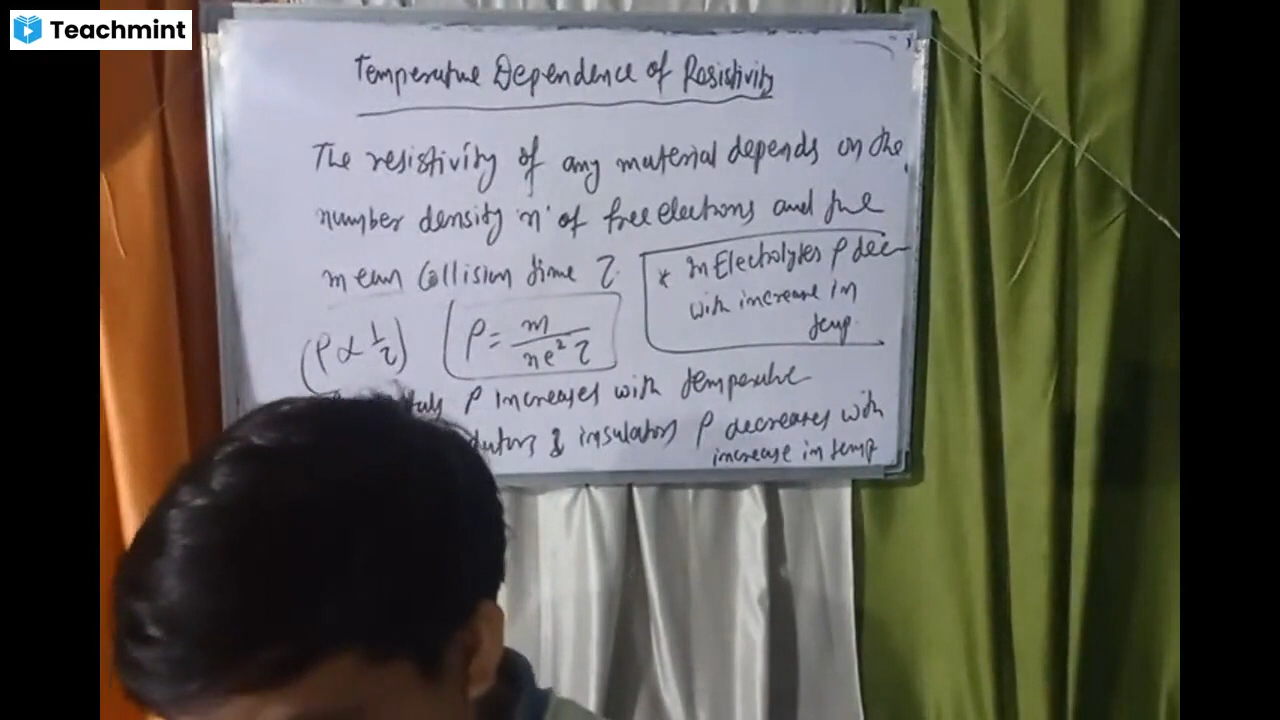 Teachmint
Temperature Dependence of Resistivity
The resistivity of any material depends on the
number density 'n' of free electrons and the
mean Collision time τ
* In Electrolytes ρ dec
with increase in
temp.
(ρ ∝ 1/τ) ρ = m/ne²τ
ρ increases with temperature
& insulators ρ decreases with
increase in temp